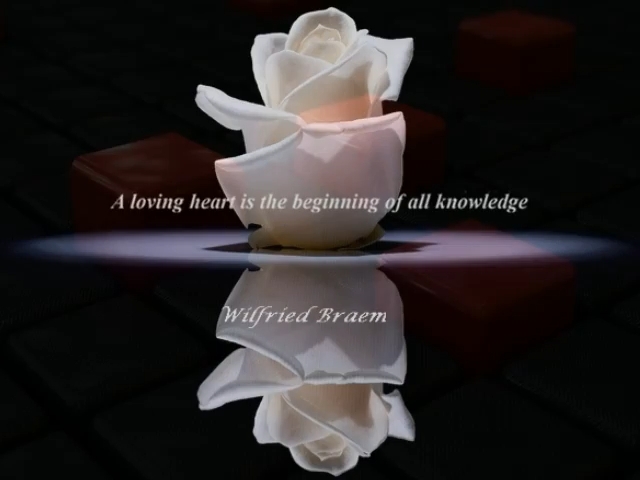 A loving heart is the beginning of all knowledge
Wilfried Braem